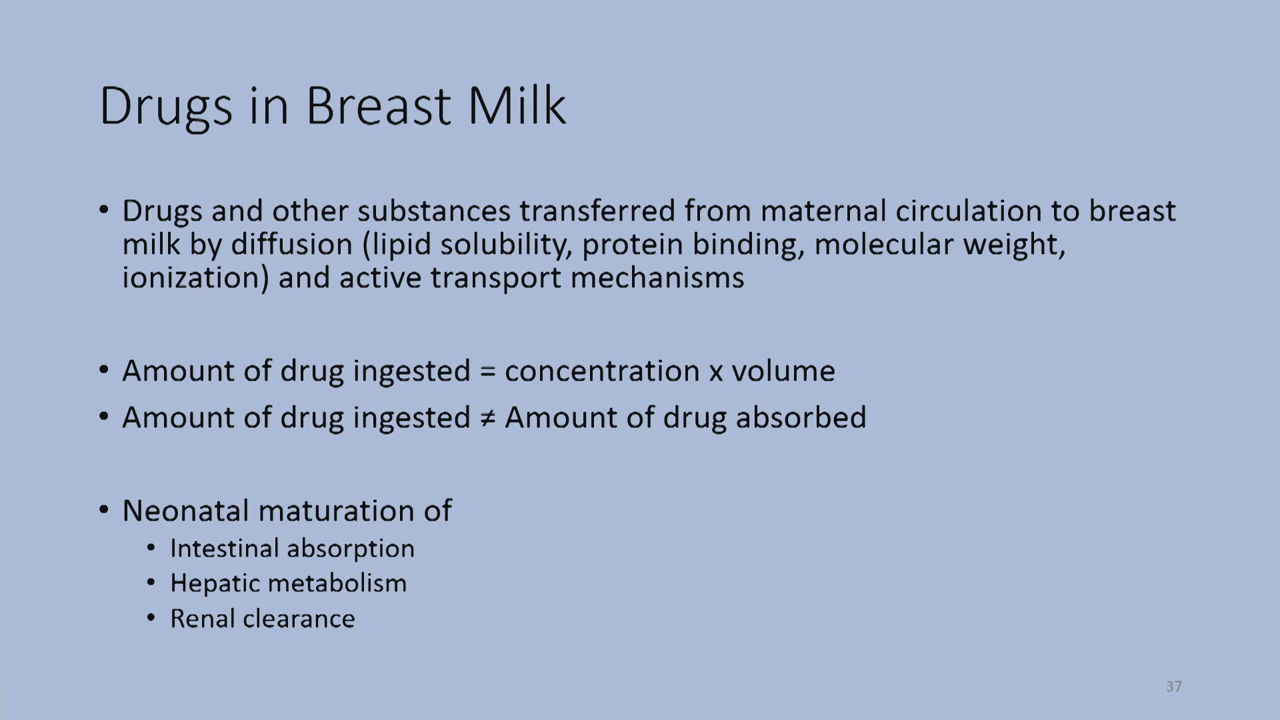 Drugs in Breast Milk
• Drugs and other substances transferred from maternal circulation to breast
milk by diffusion (lipid solubility, protein binding, molecular weight,
ionization) and active transport mechanisms
• Amount of drug ingested = concentration x volume
• Amount of drug ingested ≠ Amount of drug absorbed
• Neonatal maturation of
• Intestinal absorption
• Hepatic metabolism
• Renal clearance
37